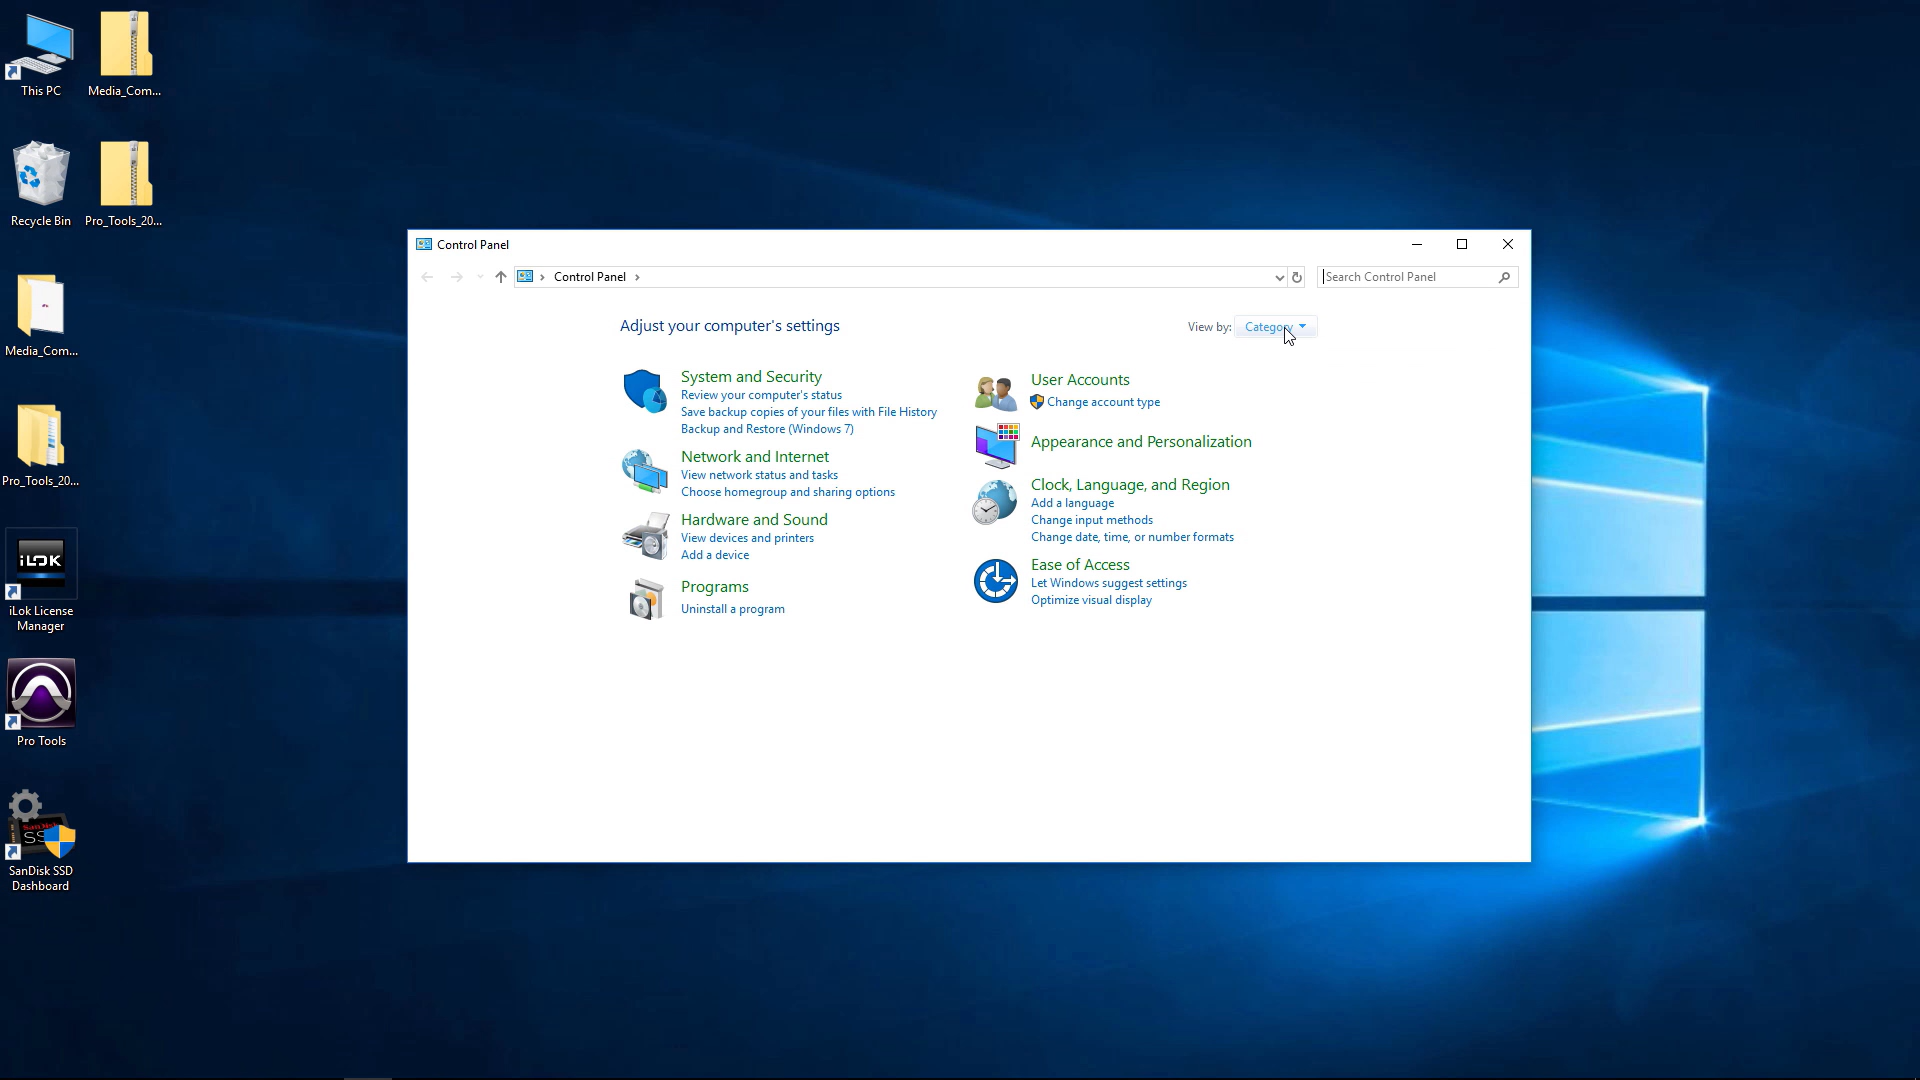 This PC
Media_Com...
Recycle Bin
Pro_Tools_20...
Media_Com...
Pro_Tools_20...
iLOK
iLok License
Manager
Pro Tools
SanDisk
SS
SanDisk SSD
Dashboard
Control Panel
Control Panel
Search Control Panel
Adjust your computer's settings
View by: Category
System and Security
Review your computer's status
Save backup copies of your files with File History
Backup and Restore (Windows 7)
Network and Internet
View network status and tasks
Choose homegroup and sharing options
Hardware and Sound
View devices and printers
Add a device
Programs
Uninstall a program
User Accounts
Change account type
Appearance and Personalization
Clock, Language, and Region
Add a language
Change input methods
Change date, time, or number formats
Ease of Access
Let Windows suggest settings
Optimize visual display